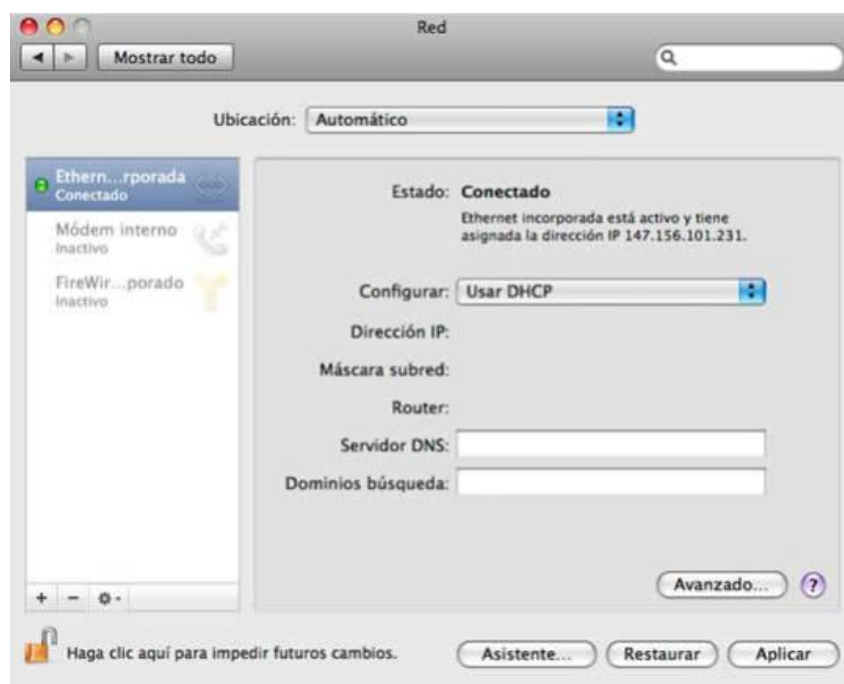 Red
Mostrar todo
Ubicación: Automático
Ethern...rporada
Conectado
Módem interno
Inactivo
FireWir...porado
Inactivo
Estado: Conectado
Ethernet incorporada está activo y tiene
asignada la dirección IP 147.156.101.231.
Configurar: Usar DHCP
Dirección IP:
Máscara subred:
Router:
Servidor DNS:
Dominios búsqueda:
Avanzado... ?
Haga clic aquí para impedir futuros cambios.
Asistente... Restaurar Aplicar